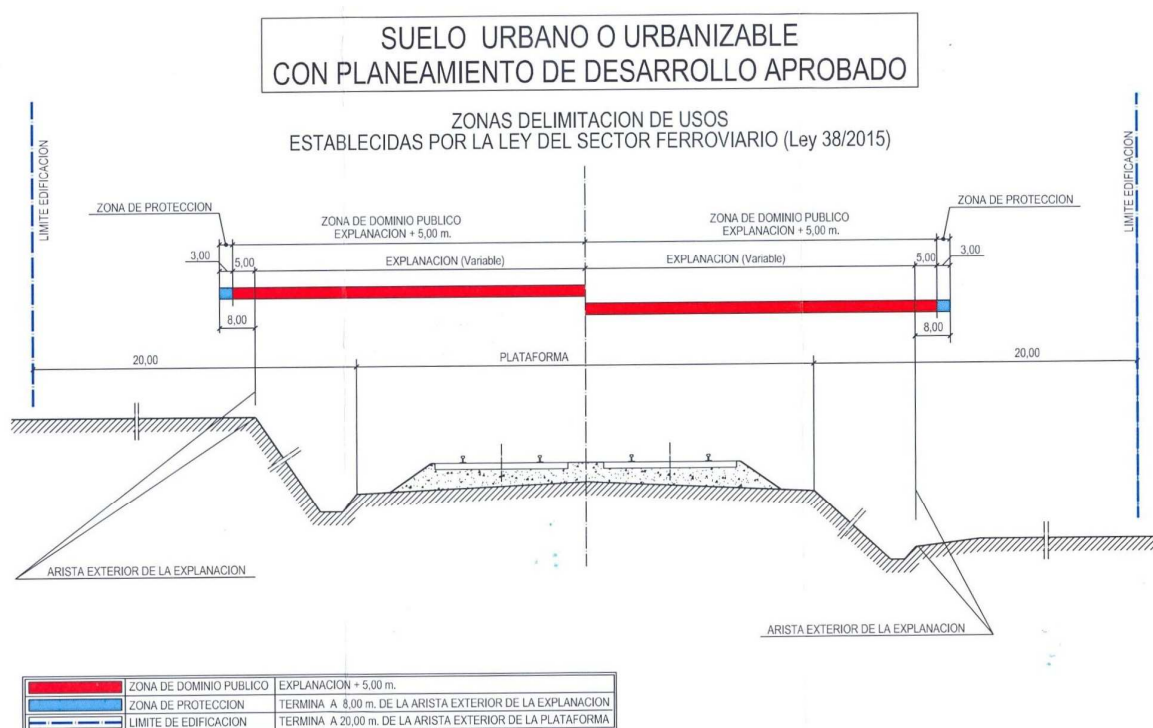 SUELO URBANO O URBANIZABLE
CON PLANEAMIENTO DE DESARROLLO APROBADO
ZONAS DELIMITACION DE USOS
ESTABLECIDAS POR LA LEY DEL SECTOR FERROVIARIO (Ley 38/2015)
LIMITE EDIFICACION
LIMITE EDIFICACION
ZONA DE PROTECCION
ZONA DE DOMINIO PUBLICO
EXPLANACION + 5,00 m.
ZONA DE DOMINIO PUBLICO
EXPLANACION + 5,00 m.
ZONA DE PROTECCION
3,00
5,00
EXPLANACION (Variable)
EXPLANACION (Variable)
5,00
3,00
8,00
8,00
20,00
PLATAFORMA
20,00
ARISTA EXTERIOR DE LA EXPLANACION
ARISTA EXTERIOR DE LA EXPLANACION
ZONA DE DOMINIO PUBLICO EXPLANACION + 5,00 m.
ZONA DE PROTECCION TERMINA A 8,00 m. DE LA ARISTA EXTERIOR DE LA EXPLANACION
LIMITE DE EDIFICACION TERMINA A 20,00 m. DE LA ARISTA EXTERIOR DE LA PLATAFORMA